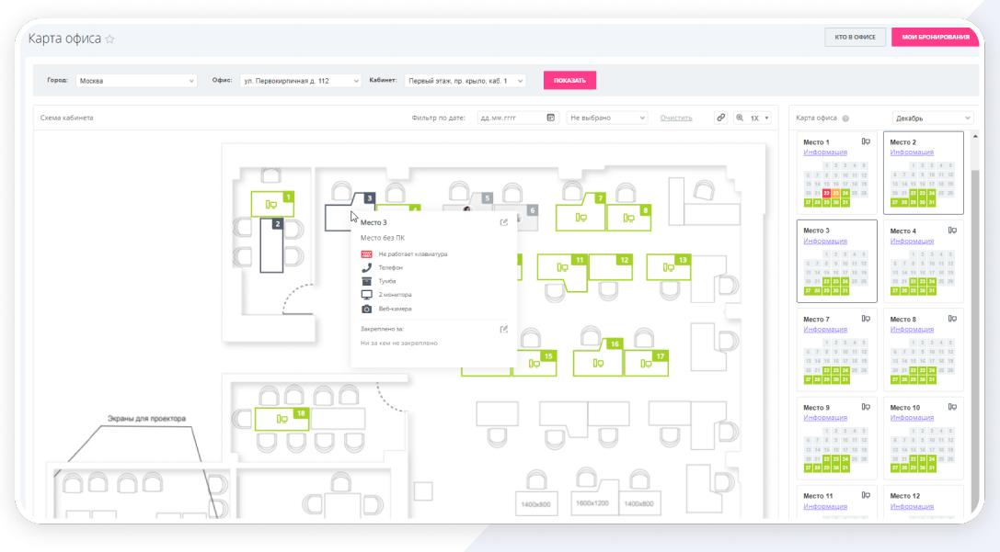 Карта офиса
КТО В ОФИСЕ
МОИ БРОНИРОВАНИЯ
Город: Москва
Офис: ул. Первокирпичная д. 112
Кабинет: Первый этаж, пр. крыло, каб. 1
ПОКАЗАТЬ
Схема кабинета
Фильтр по дате: дд.мм.гггг
Не выбрано
Очистить
1X
1
2
3
5
6
7
8
11
12
13
15
16
17
18
Место 3
Место без ПК
Не работает клавиатура
Телефон
Тумба
2 монитора
Веб-камера
Закреплено за:
Ни за кем не закреплено
Экраны для проектора
1400x800
1600x1200
1400x800
Карта офиса
Декабрь
Место 1
Информация
1 2 3 4 5
6 7 8 9 10 11 12
13 14 15 16 17 18 19
20 21 22 23 24 25 26
27 28 29 30 31
Место 2
Информация
1 2 3 4 5
6 7 8 9 10 11 12
13 14 15 16 17 18 19
20 21 22 23 24 25 26
27 28 29 30 31
Место 3
Информация
1 2 3 4 5
6 7 8 9 10 11 12
13 14 15 16 17 18 19
20 21 22 23 24 25 26
27 28 29 30 31
Место 4
Информация
1 2 3 4 5
6 7 8 9 10 11 12
13 14 15 16 17 18 19
20 21 22 23 24 25 26
27 28 29 30 31
Место 7
Информация
1 2 3 4 5
6 7 8 9 10 11 12
13 14 15 16 17 18 19
20 21 22 23 24 25 26
27 28 29 30 31
Место 8
Информация
1 2 3 4 5
6 7 8 9 10 11 12
13 14 15 16 17 18 19
20 21 22 23 24 25 26
27 28 29 30 31
Место 9
Информация
1 2 3 4 5
6 7 8 9 10 11 12
13 14 15 16 17 18 19
20 21 22 23 24 25 26
27 28 29 30 31
Место 10
Информация
1 2 3 4 5
6 7 8 9 10 11 12
13 14 15 16 17 18 19
20 21 22 23 24 25 26
27 28 29 30 31
Место 11
Информация
Место 12
Информация